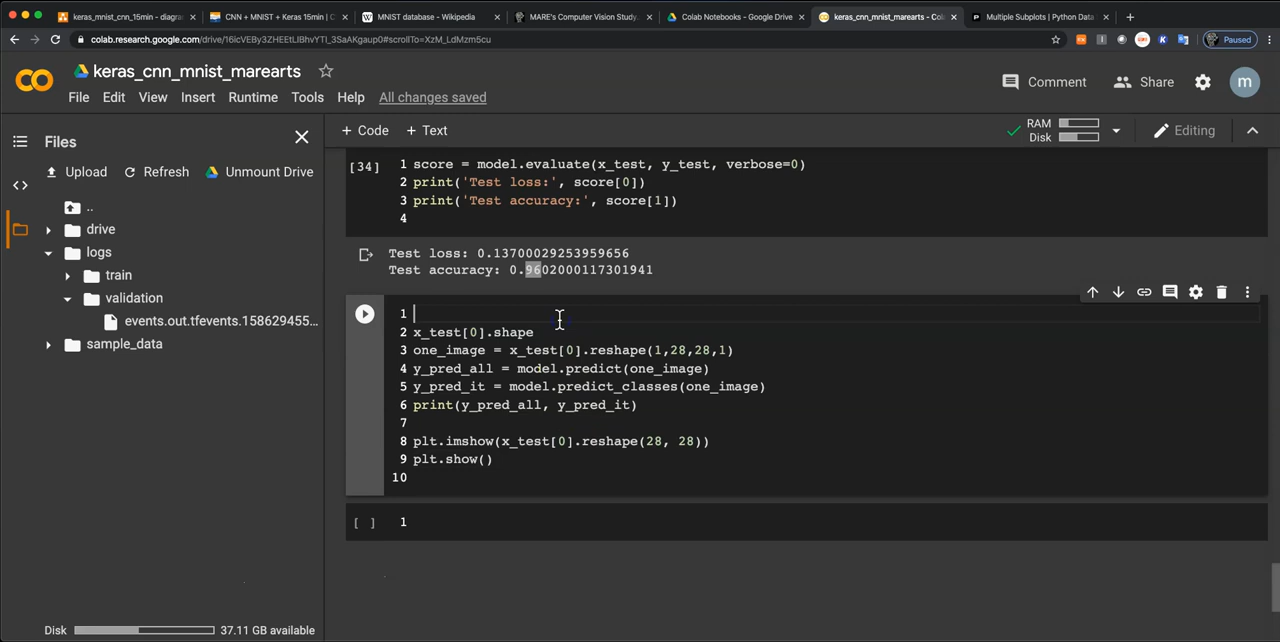 keras_mnist_cnn_15min - diagra
CNN + MNIST + Keras 15min | C
MNIST database - Wikipedia
MARE's Computer Vision Study.
Colab Notebooks - Google Drive
keras_cnn_mnist_marearts - Col
Multiple Subplots | Python Data
colab.research.google.com/drive/16icVEBy3ZHEEtLIBhvYTI_3SaAKgaup0#scrollTo=XzM_LdMzm5cu
Paused
keras_cnn_mnist_marearts
File Edit View Insert Runtime Tools Help All changes saved
Comment Share m
Files
+ Code + Text
RAM
Disk
Editing
Upload Refresh Unmount Drive
..
drive
logs
train
validation
events.out.tfevents.158629455...
sample_data
Disk 37.11 GB available
[34] 1 score = model.evaluate(x_test, y_test, verbose=0)
2 print('Test loss:', score[0])
3 print('Test accuracy:', score[1])
4
Test loss: 0.13700029253959656
Test accuracy: 0.9602000117301941
1
2 x_test[0].shape
3 one_image = x_test[0].reshape(1,28,28,1)
4 y_pred_all = model.predict(one_image)
5 y_pred_it = model.predict_classes(one_image)
6 print(y_pred_all, y_pred_it)
7
8 plt.imshow(x_test[0].reshape(28, 28))
9 plt.show()
10
[ ] 1